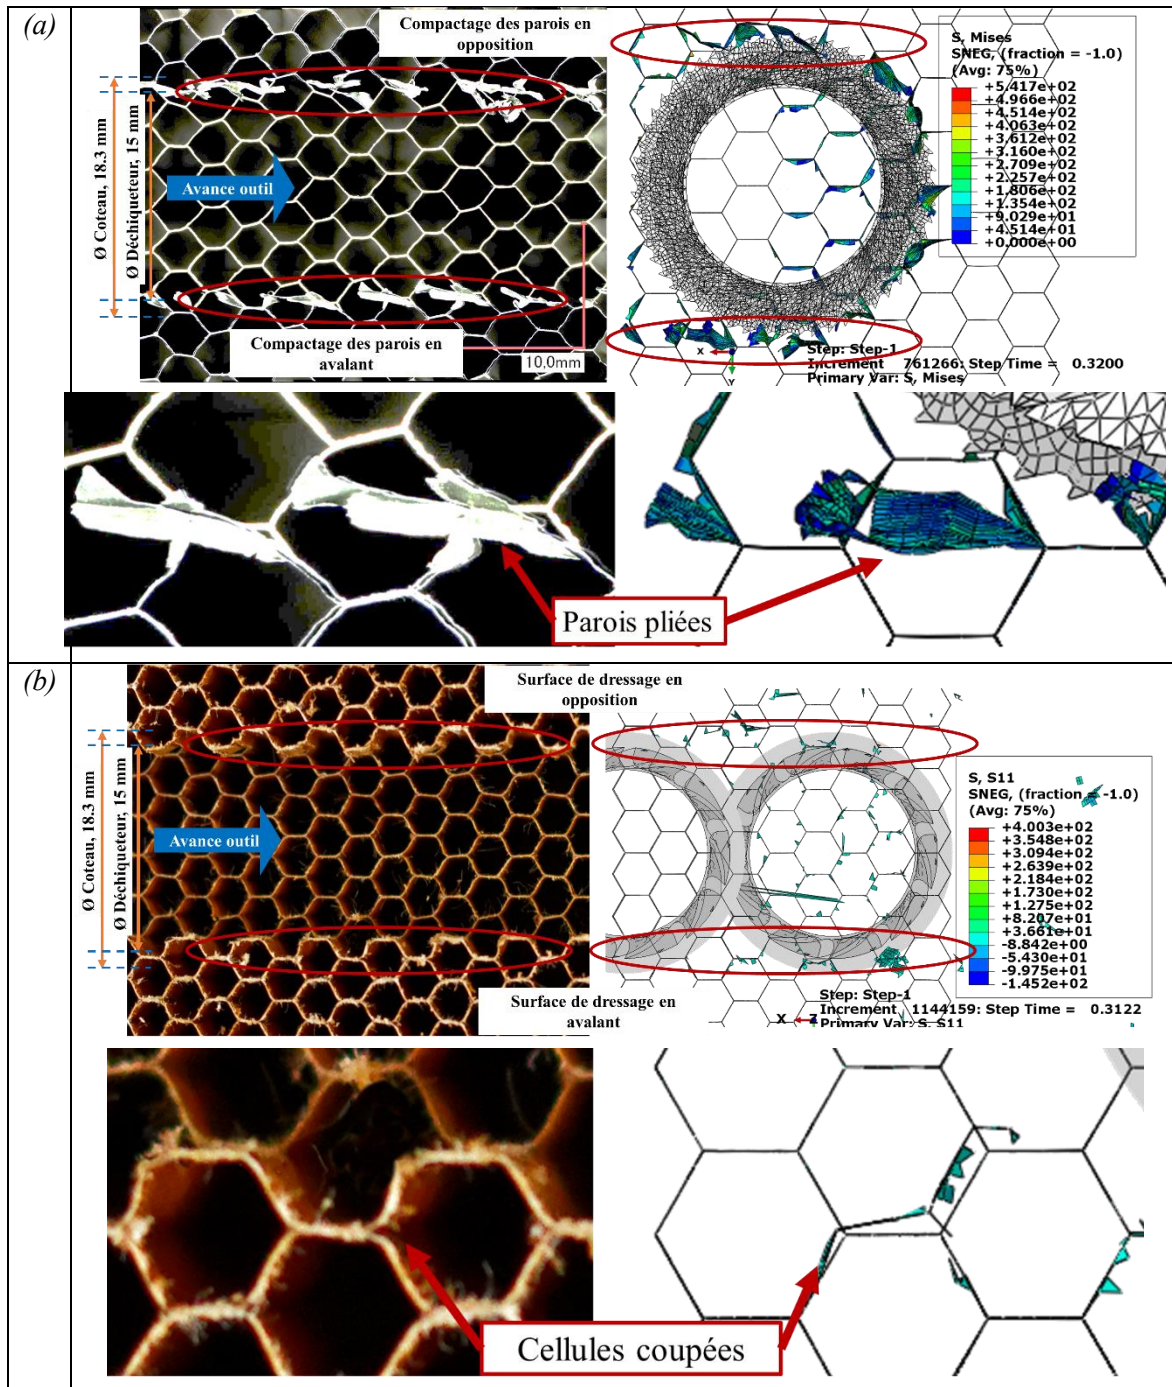 (a)
Compactage des parois en
opposition
Ø Coteau, 18.3 mm
Ø Déchiqueteur, 15 mm
Avance outil
Compactage des parois en
avalant
10,0mm
S, Mises
SNEG, (fraction = -1.0)
(Avg: 75%)
+5.417e+02
+4.966e+02
+4.514e+02
+4.063e+02
+3.612e+02
+3.160e+02
+2.709e+02
+2.257e+02
+1.806e+02
+1.354e+02
+9.029e+01
+4.514e+01
+0.000e+00
X
Y
Step: Step-1
Increment 761266: Step Time = 0.3200
Primary Var: S, Mises
Parois pliées
(b)
Surface de dressage en
opposition
Ø Coteau, 18.3 mm
Ø Déchiqueteur, 15 mm
Avance outil
Surface de dressage en
avalant
S, S11
SNEG, (fraction = -1.0)
(Avg: 75%)
+4.003e+02
+3.548e+02
+3.094e+02
+2.639e+02
+2.184e+02
+1.730e+02
+1.275e+02
+8.207e+01
+3.661e+01
-8.842e+00
-5.430e+01
-9.975e+01
-1.452e+02
X Z
Step: Step-1
Increment 1144159: Step Time = 0.3122
Primary Var: S, S11
Cellules coupées